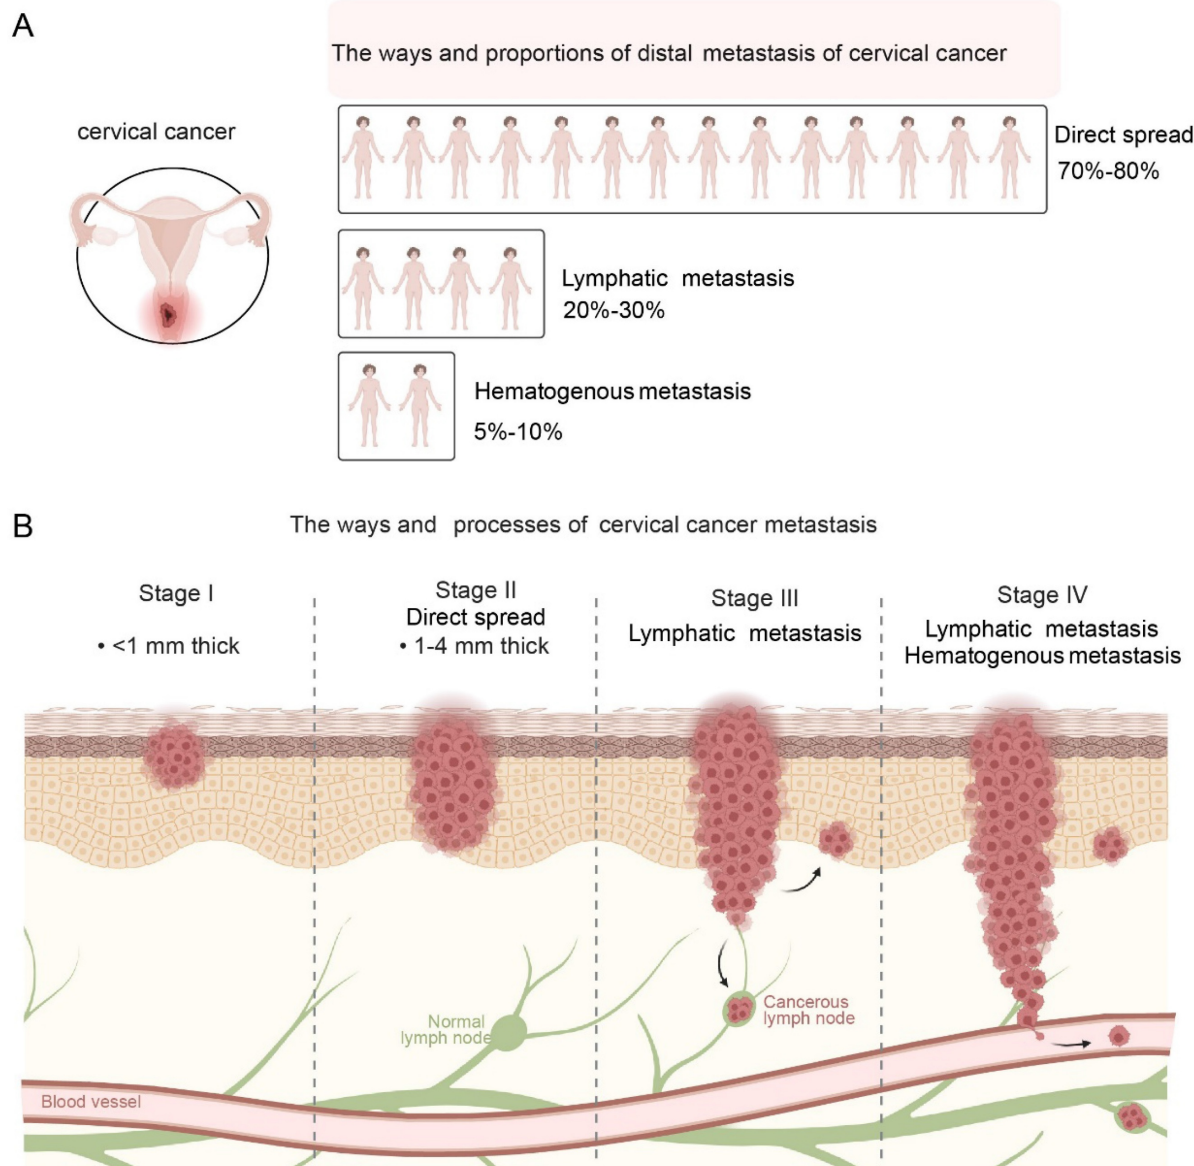 A
The ways and proportions of distal metastasis of cervical cancer
cervical cancer
Direct spread
70%-80%
Lymphatic metastasis
20%-30%
Hematogenous metastasis
5%-10%
B
The ways and processes of cervical cancer metastasis
Stage I
• <1 mm thick
Stage II
Direct spread
• 1-4 mm thick
Stage III
Lymphatic metastasis
Stage IV
Lymphatic metastasis
Hematogenous metastasis
Normal
lymph node
Cancerous
lymph node
Blood vessel